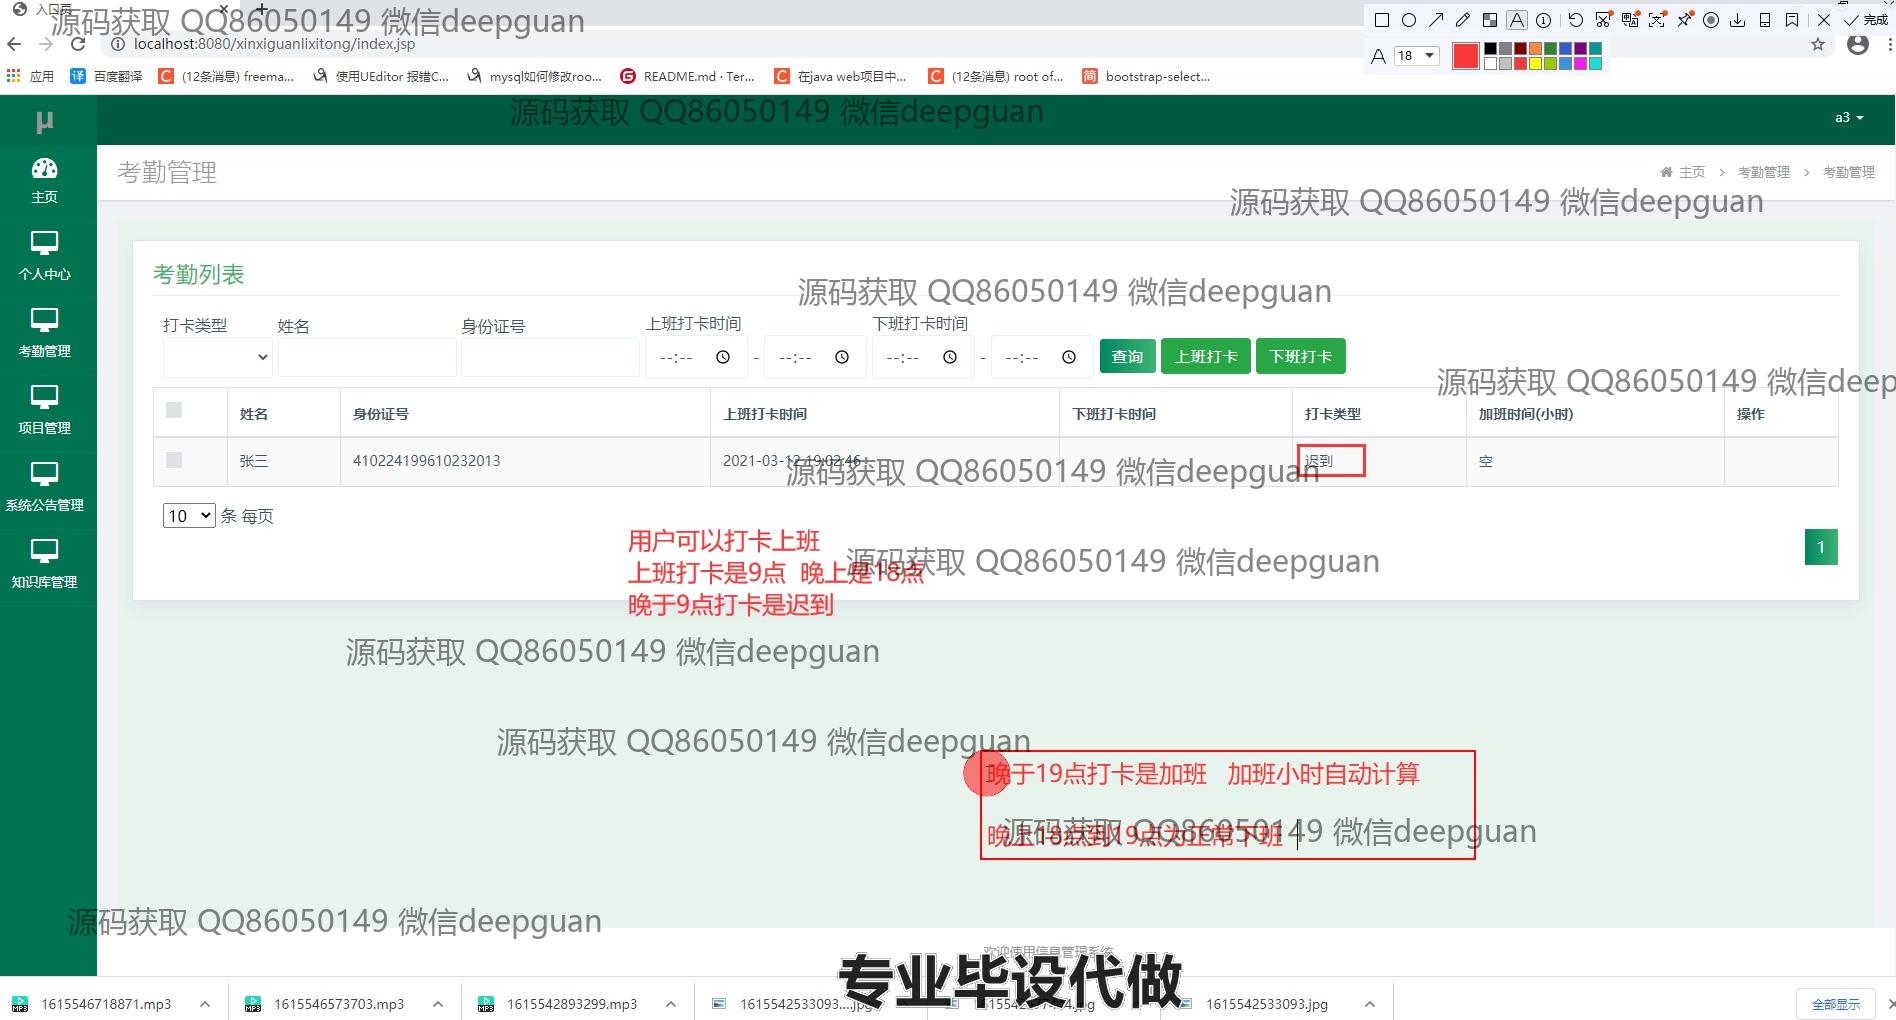 入口页
源码获取 QQ86050149 微信deepguan
完成
localhost:8080/xinxiguanlixitong/index.jsp
18
应用
百度翻译
(12条消息) freema...
使用UEditor 报错C...
mysql如何修改roo...
README.md · Ter...
在java web项目中...
(12条消息) root of...
bootstrap-select...
源码获取 QQ86050149 微信deepguan
μ
a3
主页
考勤管理
主页 > 考勤管理 > 考勤管理
源码获取 QQ86050149 微信deepguan
个人中心
考勤列表
源码获取 QQ86050149 微信deepguan
打卡类型 姓名 身份证号 上班打卡时间 下班打卡时间
--:-- - --:-- --:-- - --:-- 查询 上班打卡 下班打卡
考勤管理
源码获取 QQ86050149 微信deep
姓名 身份证号 上班打卡时间 下班打卡时间 打卡类型 加班时间(小时) 操作
项目管理
张三 410224199610232013 2021-03-12 19:02:46 迟到 空
源码获取 QQ86050149 微信deepguan
系统公告管理
10 条 每页
用户可以打卡上班
1
源码获取 QQ86050149 微信deepguan
上班打卡是9点 晚上是18点
知识库管理
晚于9点打卡是迟到
源码获取 QQ86050149 微信deepguan
源码获取 QQ86050149 微信deepguan
晚于19点打卡是加班 加班小时自动计算
源码获取 QQ86050149 微信deepguan
晚上18点到19点为正常下班
源码获取 QQ86050149 微信deepguan
欢迎使用信息管理系统
专业毕设代做
1615546718871.mp3
1615546573703.mp3
1615542893299.mp3
1615542533093....jpg
1615542533093.jpg
全部显示